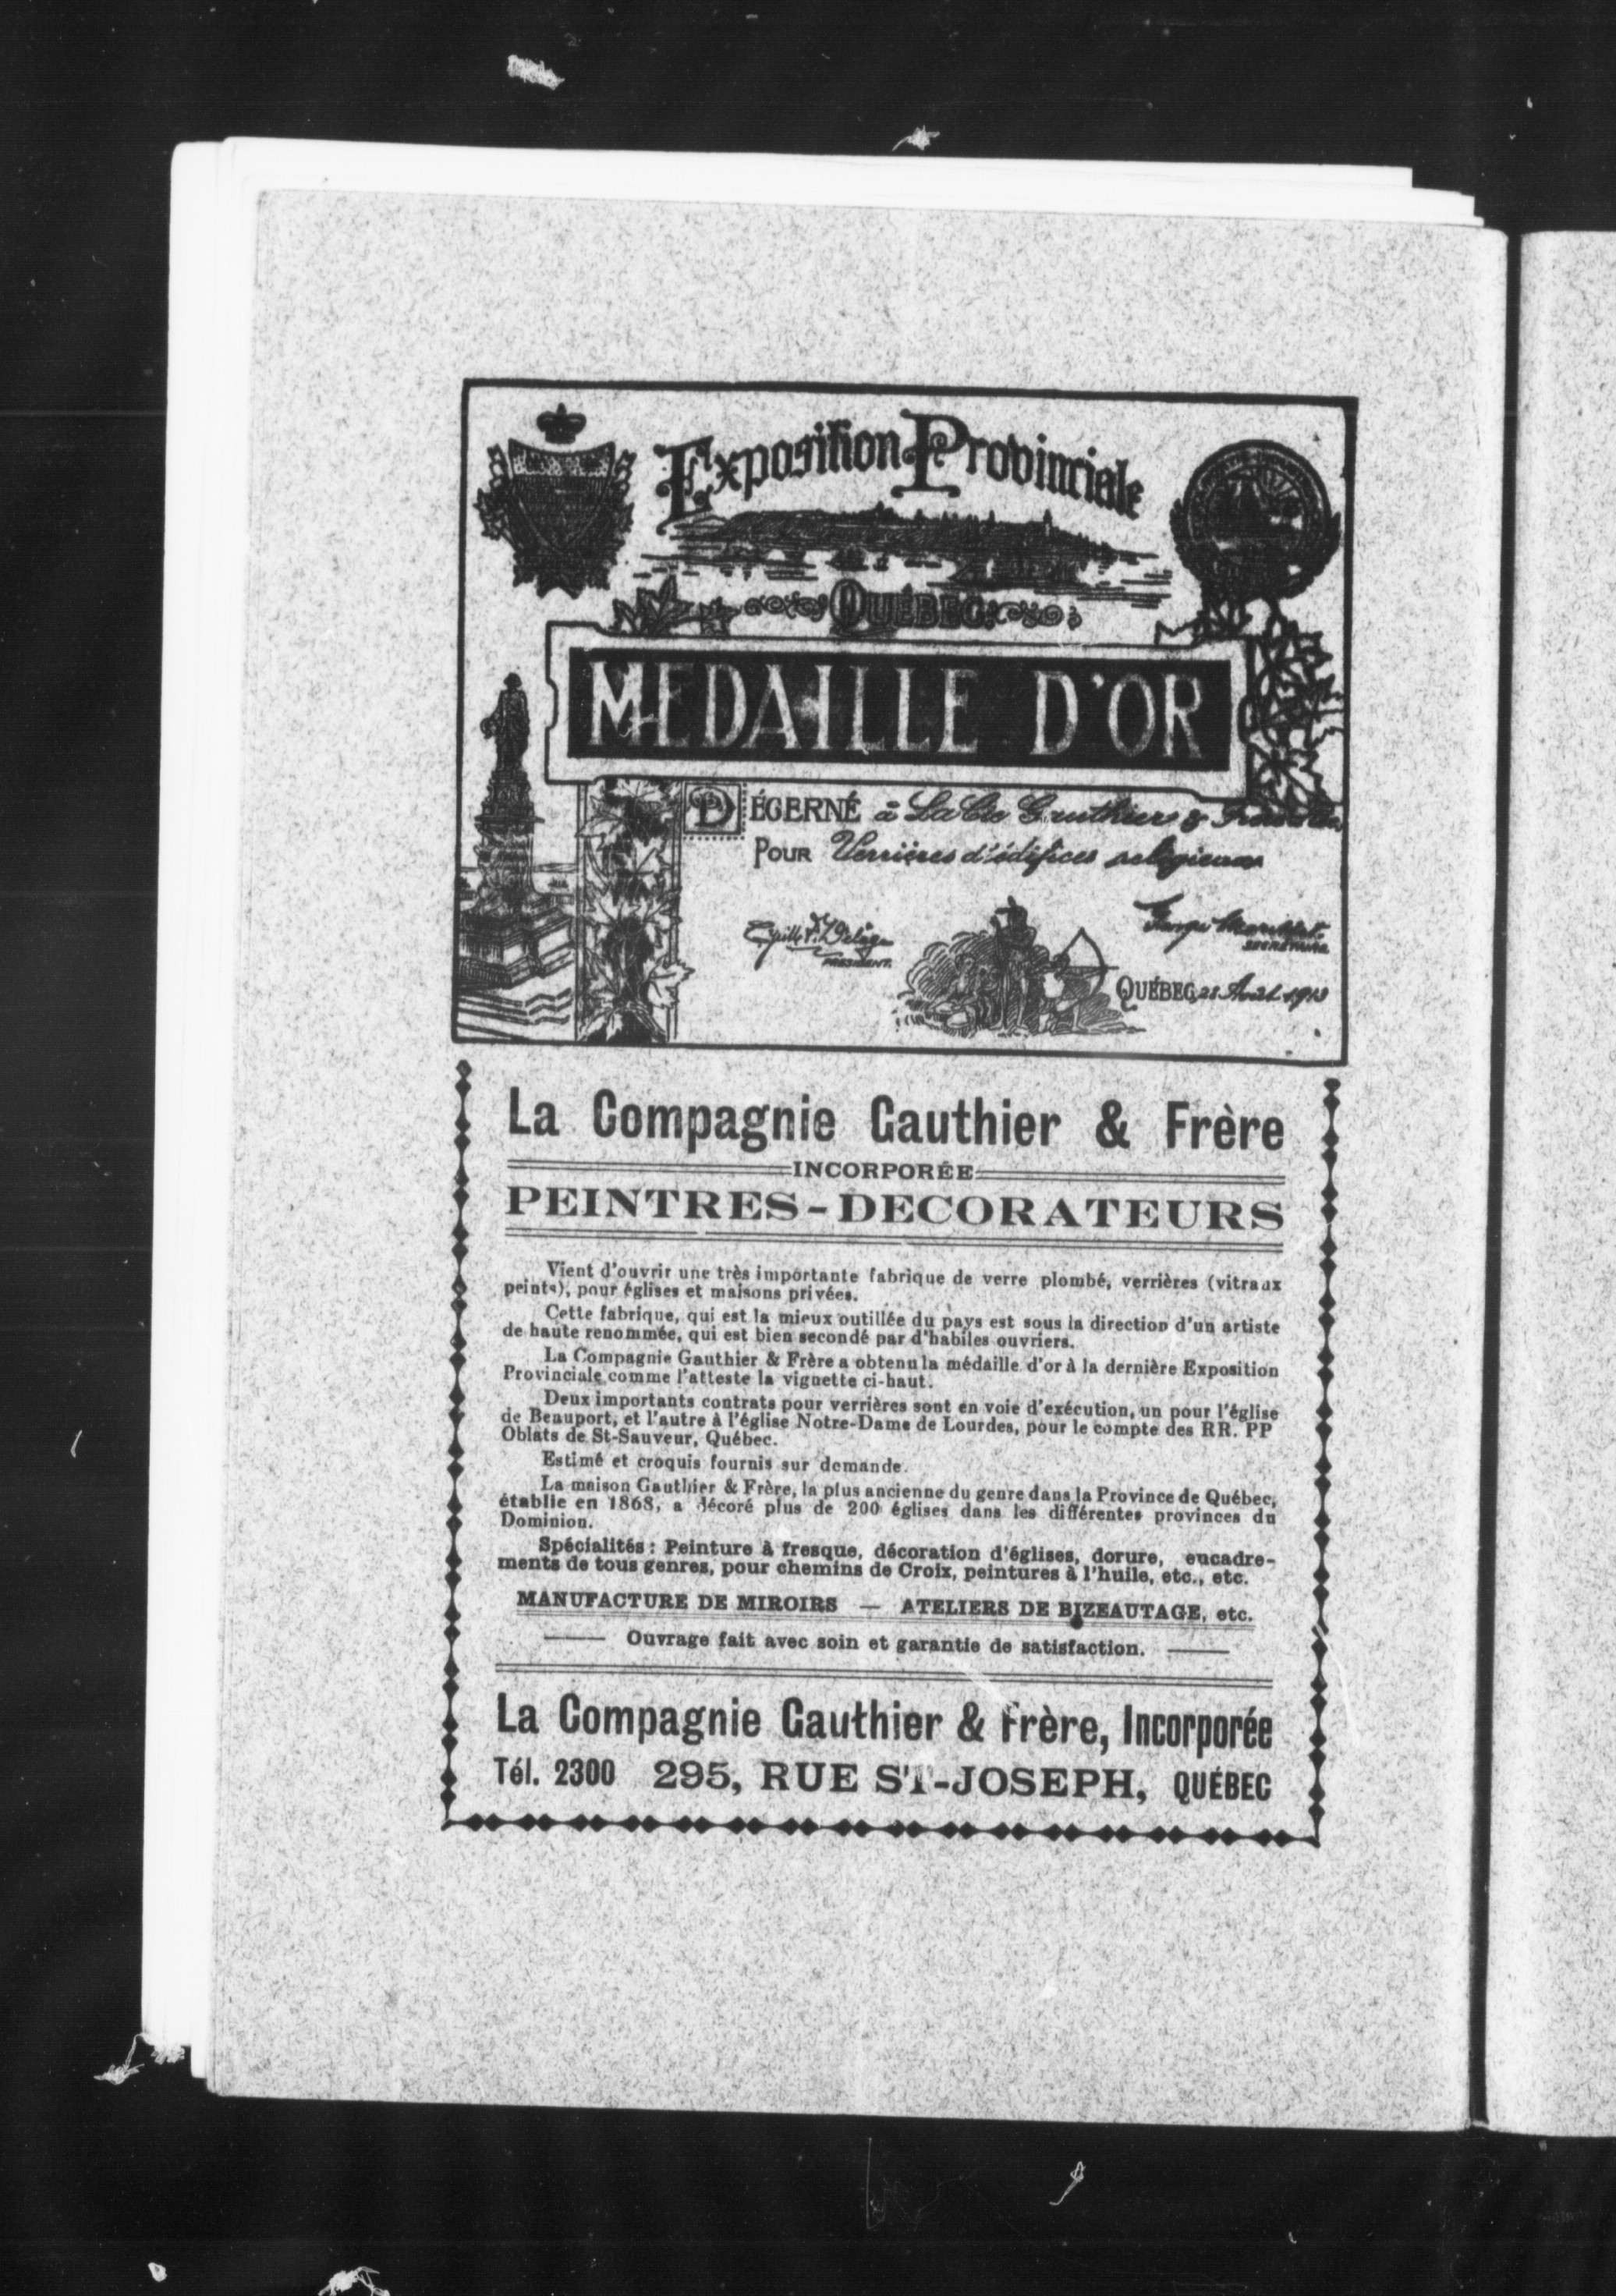 Exposition Provinciale
QUÉBEC
MEDAILLE D'OR
DÉCERNÉ à La Cie Gauthier & Frère
POUR Verrières d'édifices religieux
PRESIDENT.
SECRETAIRE
QUÉBEC, 28 Août 1913
La Compagnie Gauthier & Frère
INCORPORÉE
PEINTRES-DECORATEURS
Vient d'ouvrir une très importante fabrique de verre plombé, verrières (vitraux
peints), pour églises et maisons privées.
Cette fabrique, qui est la mieux outillée du pays est sous la direction d'un artiste
de haute renommée, qui est bien secondé par d'habiles ouvriers.
La Compagnie Gauthier & Frère a obtenu la médaille d'or à la dernière Exposition
Provinciale comme l'atteste la vignette ci-haut.
Deux importants contrats pour verrières sont en voie d'exécution, un pour l'église
de Beauport, et l'autre à l'église Notre-Dame de Lourdes, pour le compte des RR. PP
Oblats de St-Sauveur, Québec.
Estimé et croquis fournis sur demande.
La maison Gauthier & Frère, la plus ancienne du genre dans la Province de Québec,
établie en 1868, a décoré plus de 200 églises dans les différentes provinces du
Dominion.
Spécialités : Peinture à fresque, décoration d'églises, dorure, encadre-
ments de tous genres, pour chemins de Croix, peintures à l'huile, etc., etc.
MANUFACTURE DE MIROIRS — ATELIERS DE BIZEAUTAGE, etc.
Ouvrage fait avec soin et garantie de satisfaction.
La Compagnie Gauthier & Frère, Incorporée
Tél. 2300 295, RUE ST-JOSEPH, QUÉBEC